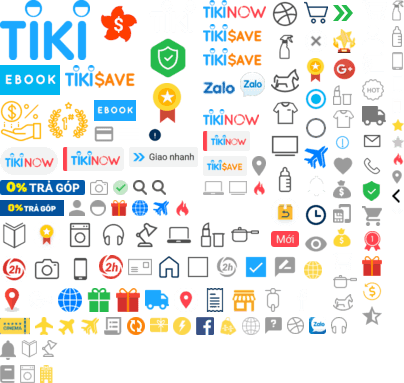 TIKI
TIKINOW
TIKI$AVE
TIKI$AVE
EBOOK
TIKI$AVE
Zalo
Zalo
EBOOK
TIKINOW
TIKINOW
TIKINOW
Giao nhanh
TIKINOW
TIKI$AVE
0% TRẢ GÓP
0% TRẢ GÓP
HOT
G+
Mới
2h
2h
2h
CINEMA
Zalo